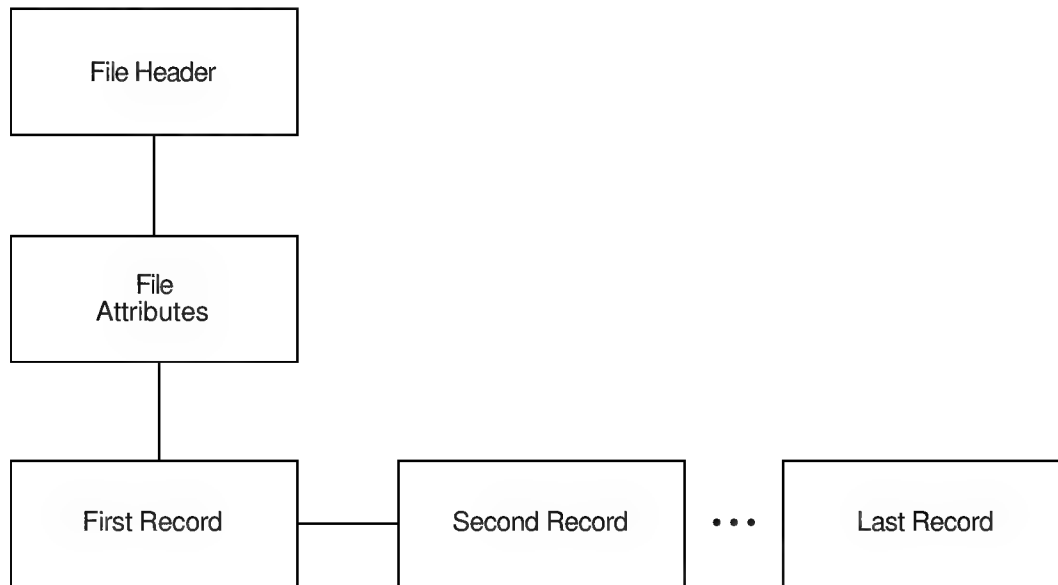 File Header
File
Attributes
First Record
Second Record
• • •
Last Record